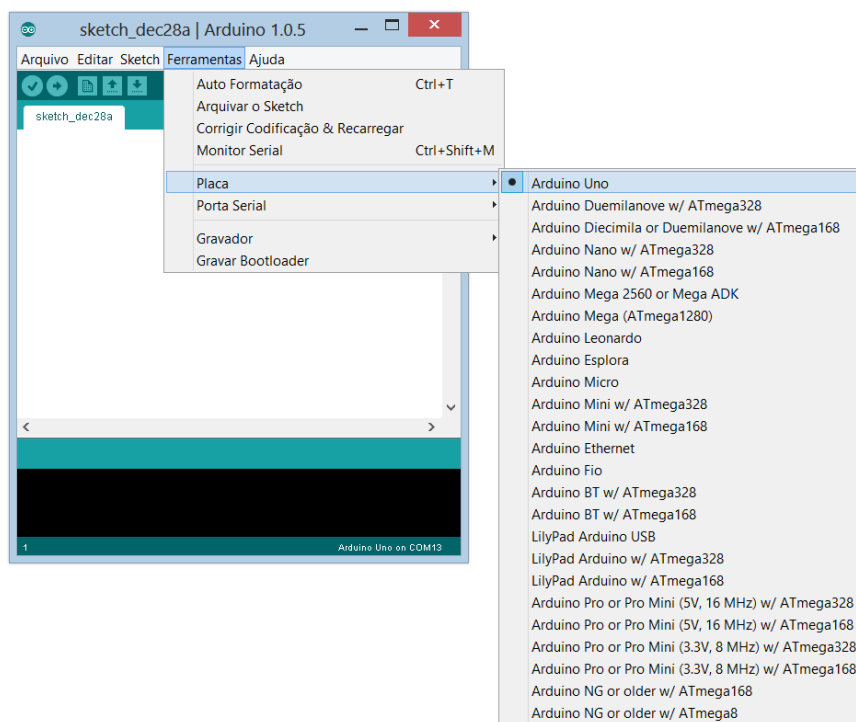 sketch_dec28a | Arduino 1.0.5
Arquivo Editar Sketch Ferramentas Ajuda
sketch_dec28a
Auto Formatação Ctrl+T
Arquivar o Sketch
Corrigir Codificação & Recarregar
Monitor Serial Ctrl+Shift+M
Placa
Porta Serial
Gravador
Gravar Bootloader
Arduino Uno
Arduino Duemilanove w/ ATmega328
Arduino Diecimila or Duemilanove w/ ATmega168
Arduino Nano w/ ATmega328
Arduino Nano w/ ATmega168
Arduino Mega 2560 or Mega ADK
Arduino Mega (ATmega1280)
Arduino Leonardo
Arduino Esplora
Arduino Micro
Arduino Mini w/ ATmega328
Arduino Mini w/ ATmega168
Arduino Ethernet
Arduino Fio
Arduino BT w/ ATmega328
Arduino BT w/ ATmega168
LilyPad Arduino USB
LilyPad Arduino w/ ATmega328
LilyPad Arduino w/ ATmega168
Arduino Pro or Pro Mini (5V, 16 MHz) w/ ATmega328
Arduino Pro or Pro Mini (5V, 16 MHz) w/ ATmega168
Arduino Pro or Pro Mini (3.3V, 8 MHz) w/ ATmega328
Arduino Pro or Pro Mini (3.3V, 8 MHz) w/ ATmega168
Arduino NG or older w/ ATmega168
Arduino NG or older w/ ATmega8
1 Arduino Uno on COM13